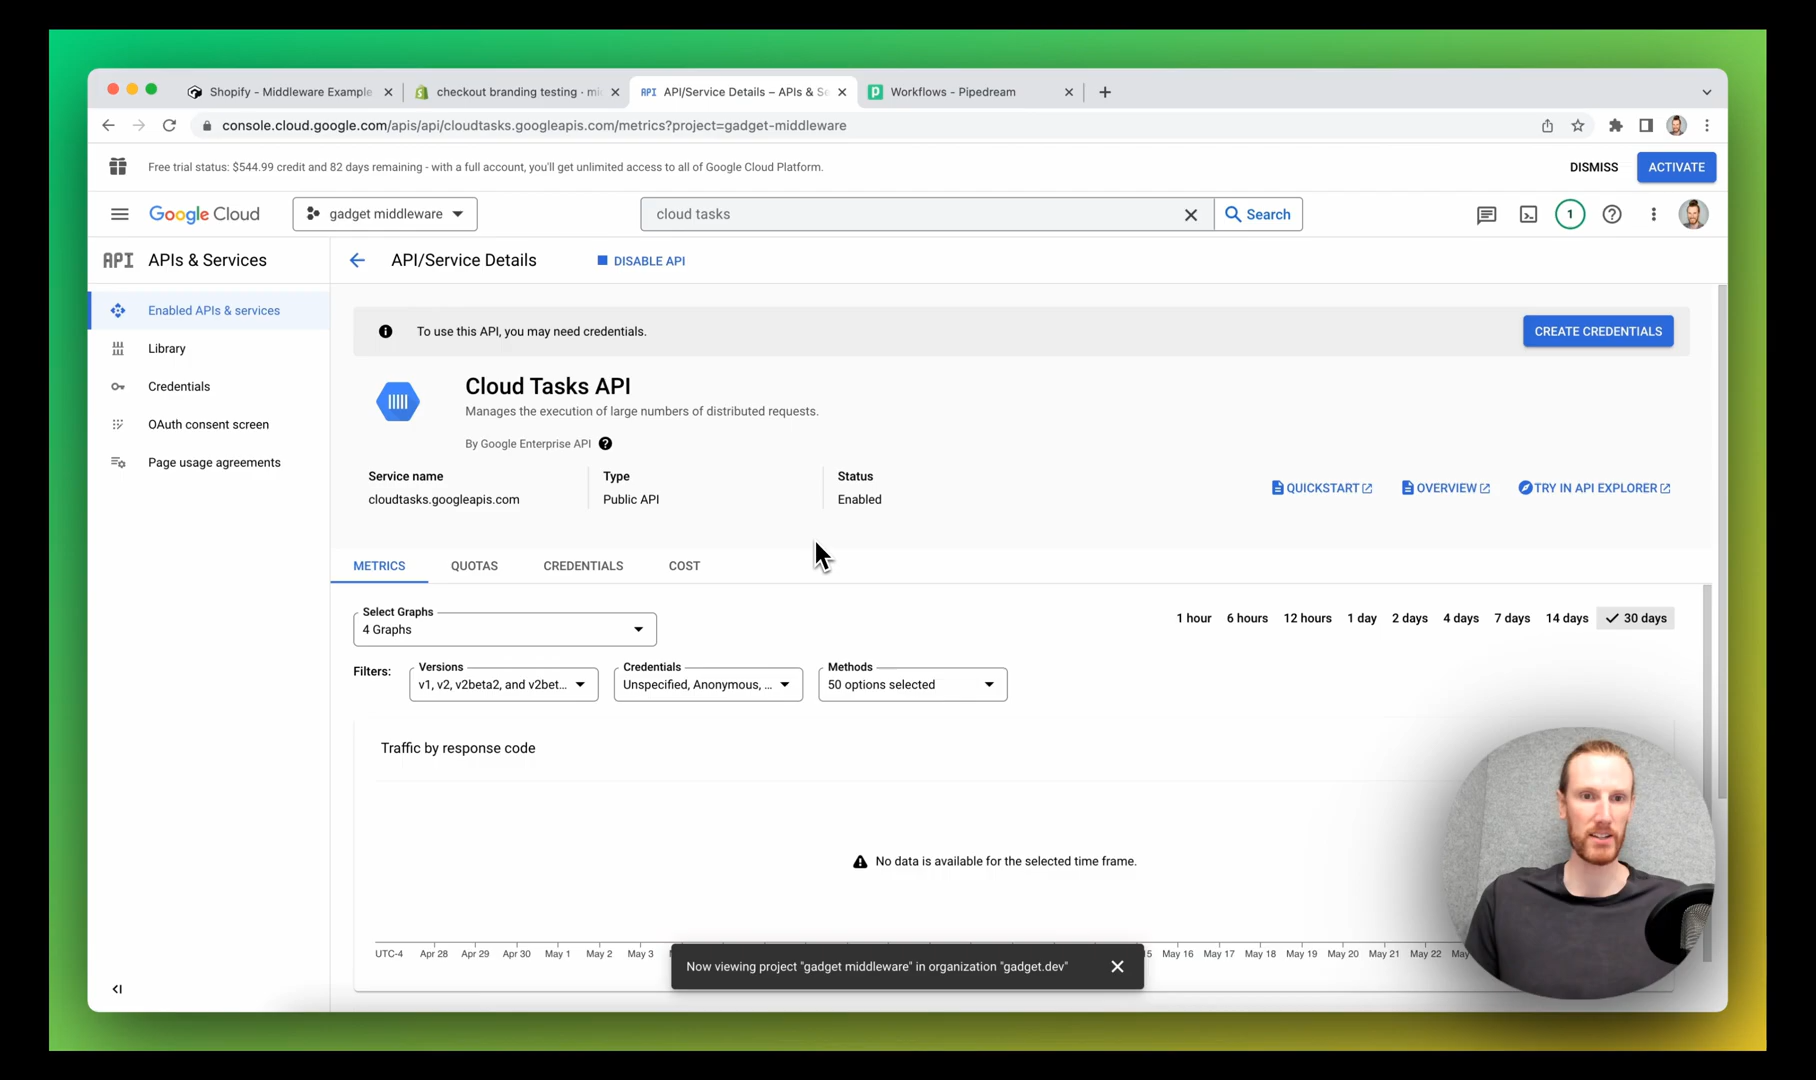 Shopify - Middleware Example
checkout branding testing · mi
API API/Service Details – APIs & Se
Workflows - Pipedream
console.cloud.google.com/apis/api/cloudtasks.googleapis.com/metrics?project=gadget-middleware
Free trial status: $544.99 credit and 82 days remaining - with a full account, you'll get unlimited access to all of Google Cloud Platform.
DISMISS
ACTIVATE
Google Cloud
gadget middleware
cloud tasks
Search
1
API APIs & Services
API/Service Details
DISABLE API
Enabled APIs & services
Library
Credentials
OAuth consent screen
Page usage agreements
To use this API, you may need credentials.
CREATE CREDENTIALS
Cloud Tasks API
Manages the execution of large numbers of distributed requests.
By Google Enterprise API
Service name
cloudtasks.googleapis.com
Type
Public API
Status
Enabled
QUICKSTART
OVERVIEW
TRY IN API EXPLORER
METRICS
QUOTAS
CREDENTIALS
COST
Select Graphs
4 Graphs
1 hour
6 hours
12 hours
1 day
2 days
4 days
7 days
14 days
30 days
Filters:
Versions
v1, v2, v2beta2, and v2bet...
Credentials
Unspecified, Anonymous, ...
Methods
50 options selected
Traffic by response code
No data is available for the selected time frame.
UTC-4 Apr 28 Apr 29 Apr 30 May 1 May 2 May 3 15 May 16 May 17 May 18 May 19 May 20 May 21 May 22 May
Now viewing project "gadget middleware" in organization "gadget.dev"